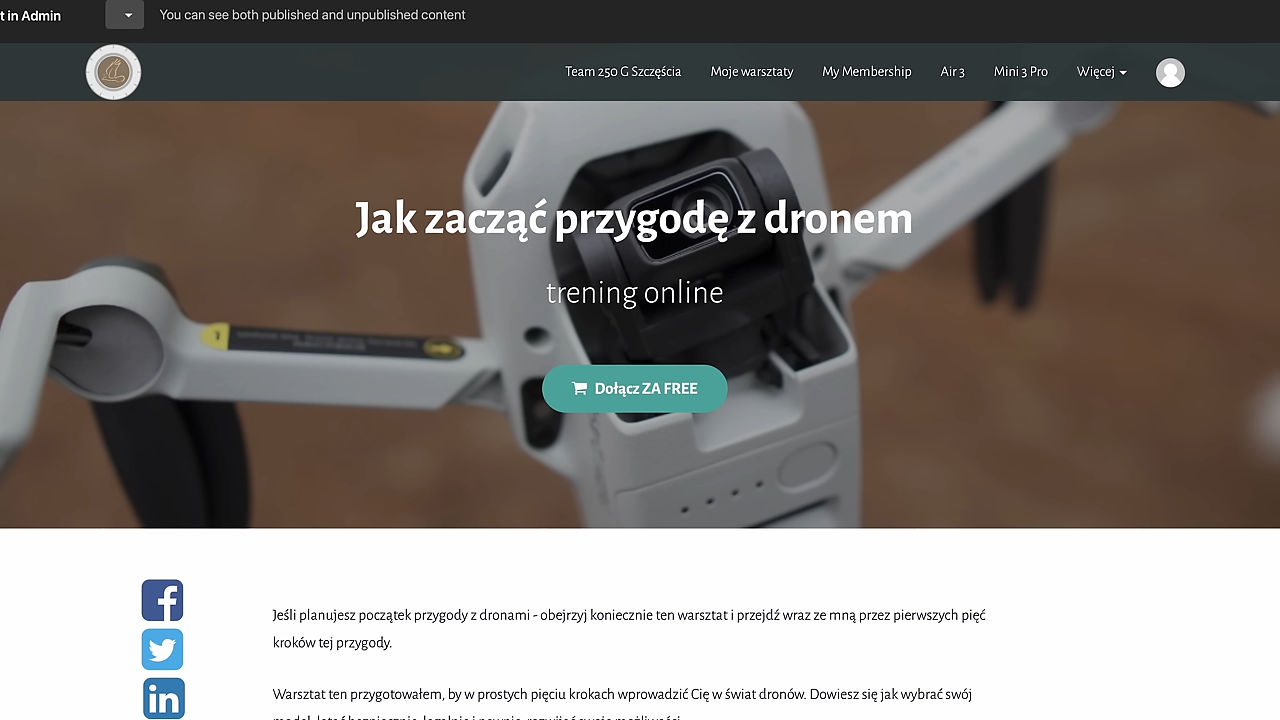 t in Admin
You can see both published and unpublished content
Team 250 G Szczęścia
Moje warsztaty
My Membership
Air 3
Mini 3 Pro
Więcej
Jak zacząć przygodę z dronem
trening online
Dołącz ZA FREE
Jeśli planujesz początek przygody z dronami - obejrzyj koniecznie ten warsztat i przejdź wraz ze mną przez pierwszych pięć
kroków tej przygody.
Warsztat ten przygotowałem, by w prostych pięciu krokach wprowadzić Cię w świat dronów. Dowiesz się jak wybrać swój